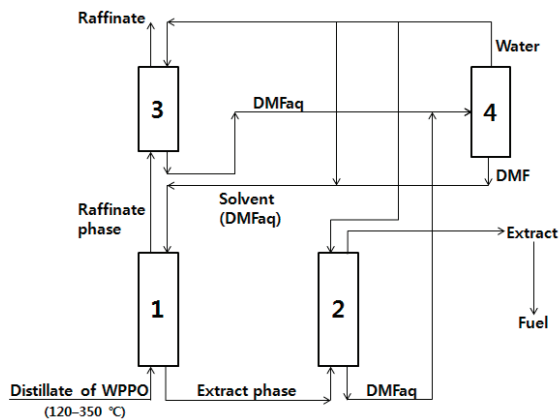 Raffinate
Water
3
DMFaq
4
DMF
Raffinate
phase
Solvent
(DMFaq)
Extract
1
2
Fuel
Distillate of WPPO
Extract phase
DMFaq
(120–350 ℃)